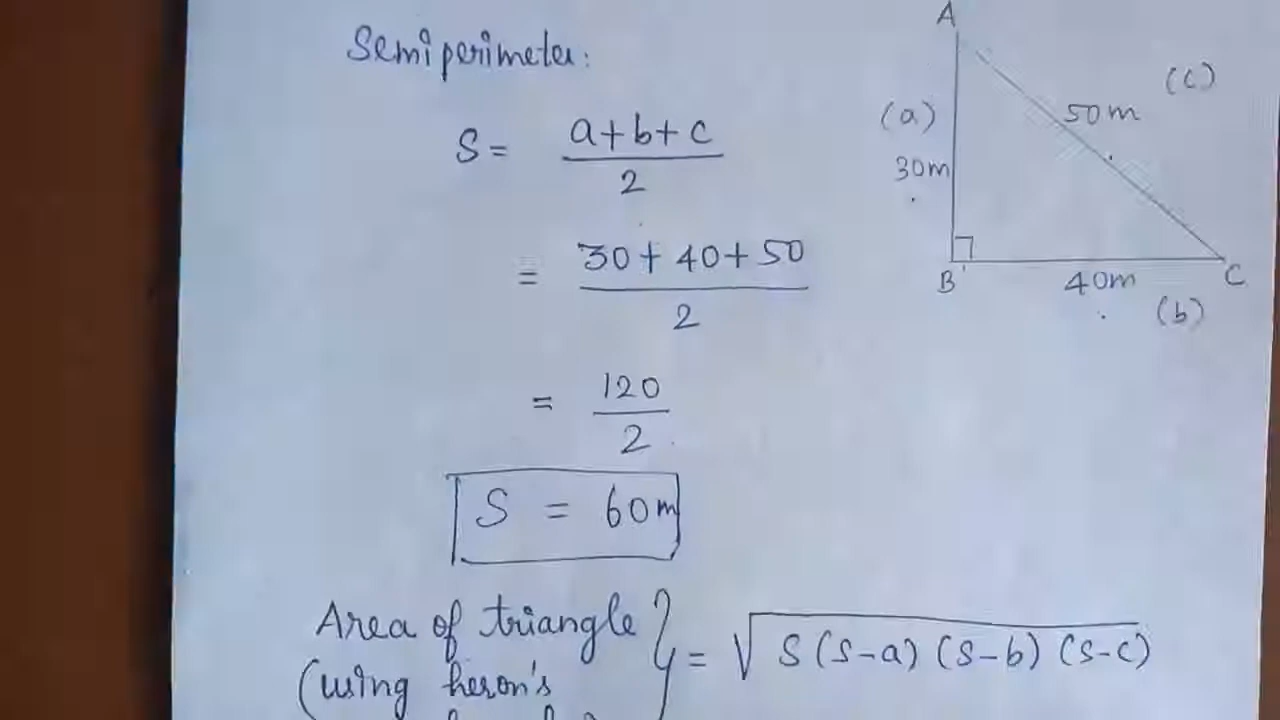 Semiperimeter:
S = a+b+c / 2
= 30+40+50 / 2
= 120 / 2
S = 60m
Area of triangle } = √S(S-a)(S-b)(S-c)
(using heron's
A
(a)
30m
50m
(c)
B
40m
(b)
C